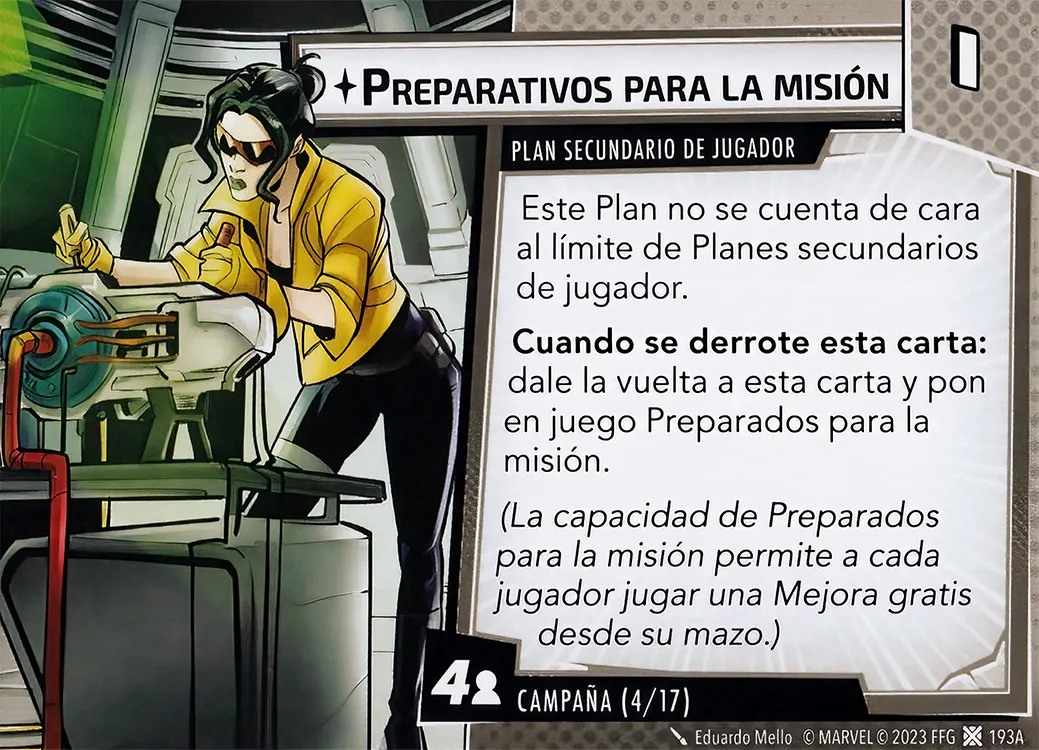 PREPARATIVOS PARA LA MISIÓN
PLAN SECUNDARIO DE JUGADOR
Este Plan no se cuenta de cara
al límite de Planes secundarios
de jugador.
Cuando se derrote esta carta:
dale la vuelta a esta carta y pon
en juego Preparados para la
misión.
(La capacidad de Preparados
para la misión permite a cada
jugador jugar una Mejora gratis
desde su mazo.)
4
CAMPAÑA (4/17)
Eduardo Mello © MARVEL © 2023 FFG 193A